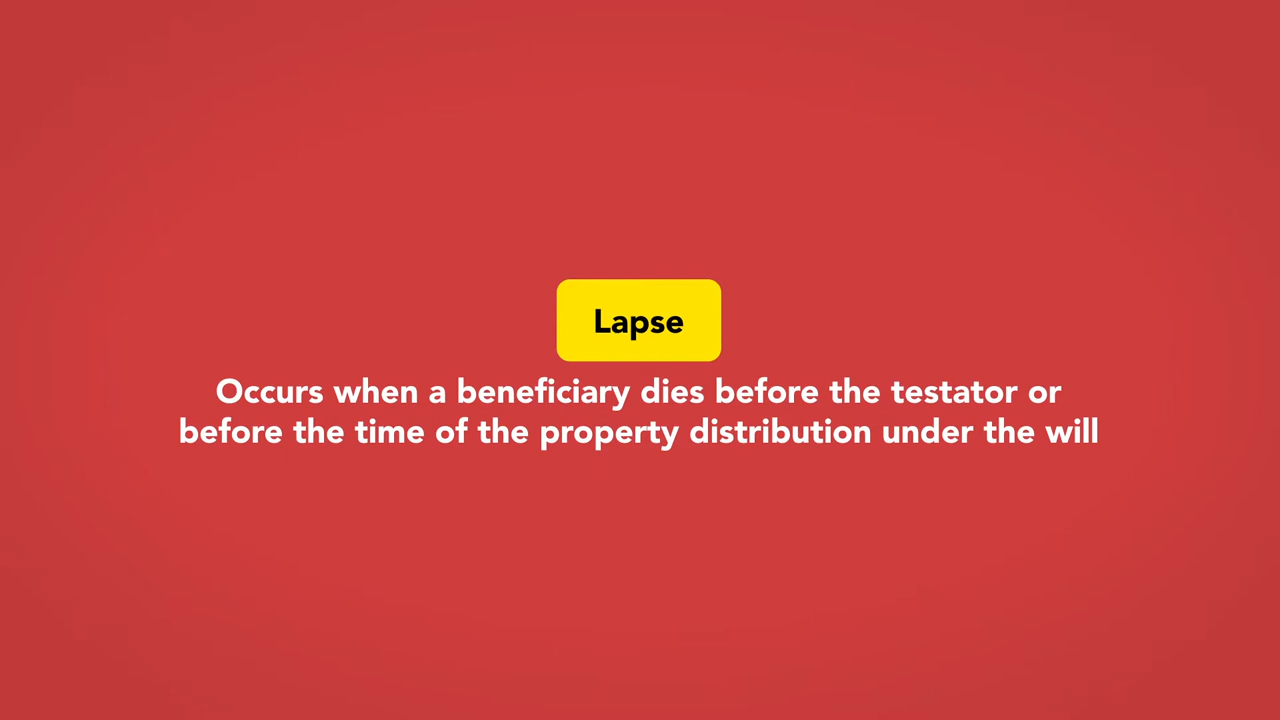 Lapse
Occurs when a beneficiary dies before the testator or
before the time of the property distribution under the will